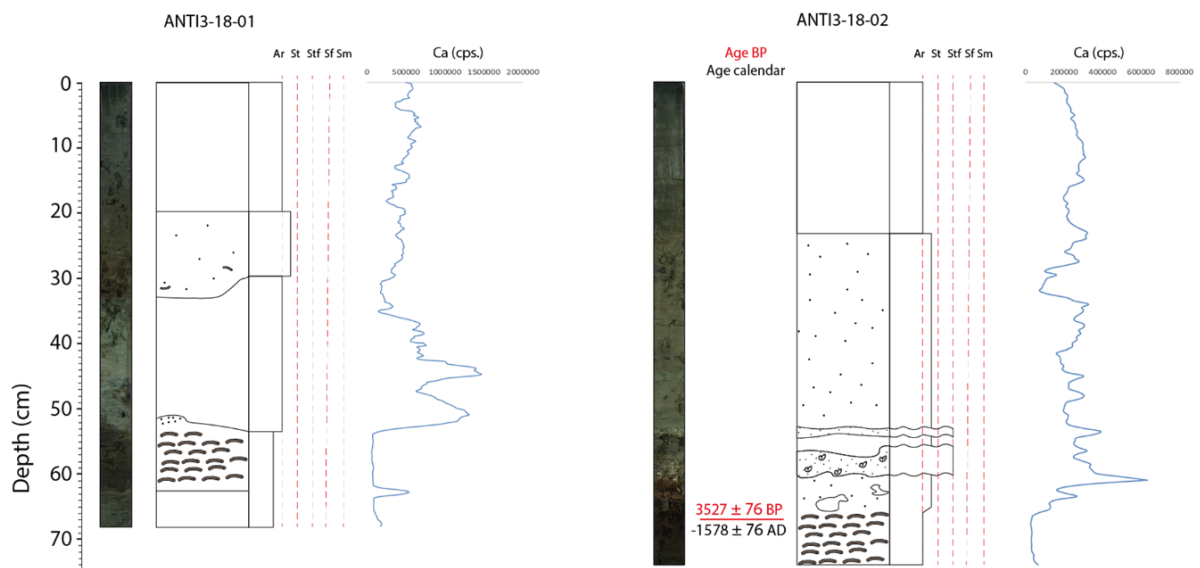 ANTI3-18-01
Ar St Stf Sf Sm
Ca (cps.)
0 500000 1000000 1500000 2000000
Depth (cm)
0
10
20
30
40
50
60
70
ANTI3-18-02
Age BP
Age calendar
Ar St Stf Sf Sm
Ca (cps.)
0 200000 400000 600000 800000
3527 ± 76 BP
-1578 ± 76 AD